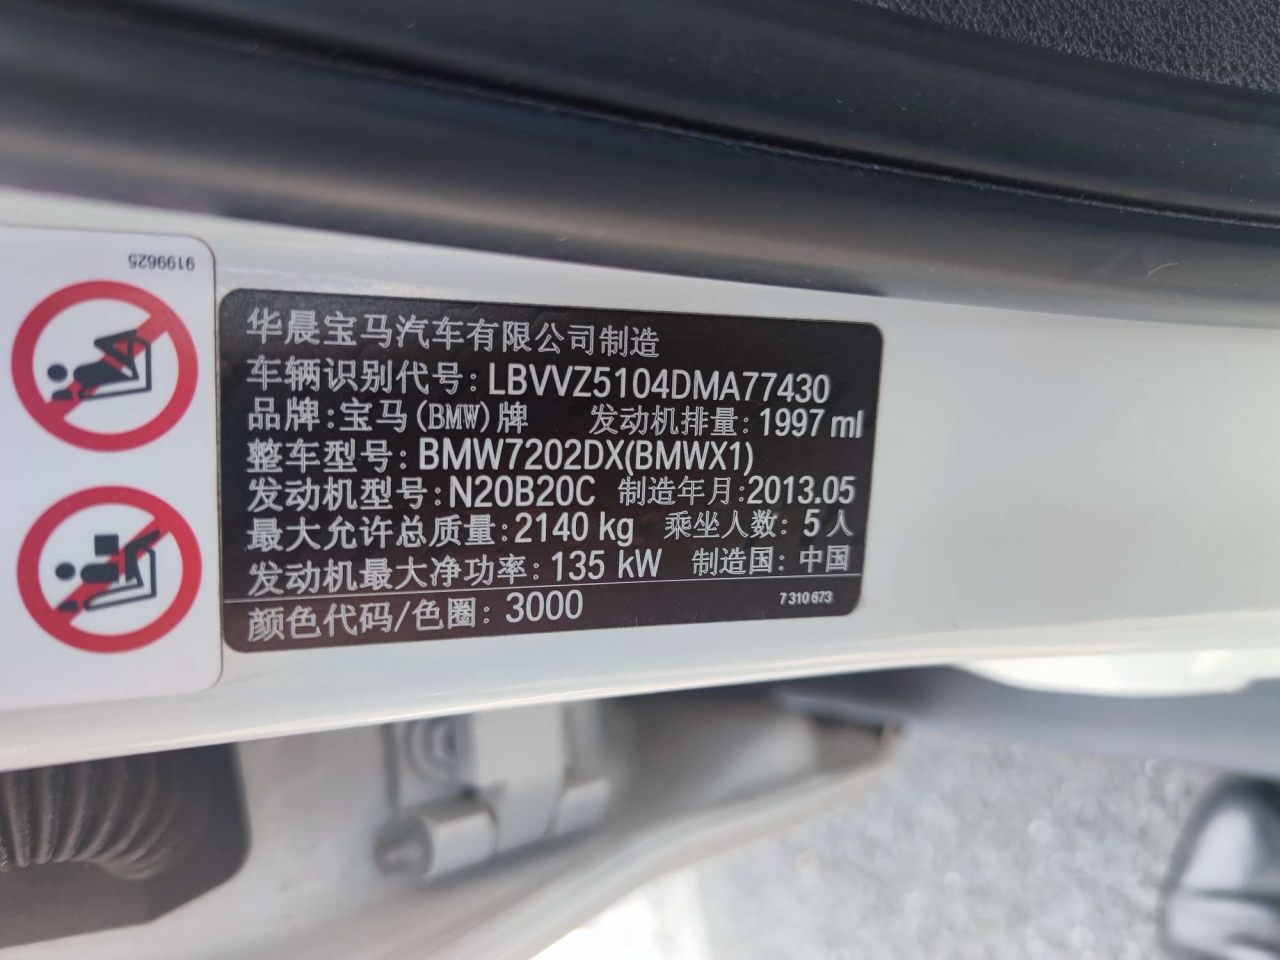 9199625
华晨宝马汽车有限公司制造
车辆识别代号: LBVVZ5104DMA77430
品牌: 宝马(BMW)牌 发动机排量: 1997 ml
整车型号: BMW7202DX(BMWX1)
发动机型号: N20B20C 制造年月: 2013.05
最大允许总质量: 2140 kg 乘坐人数: 5 人
发动机最大净功率: 135 kW 制造国: 中国
颜色代码/色圈: 3000 7 310 673